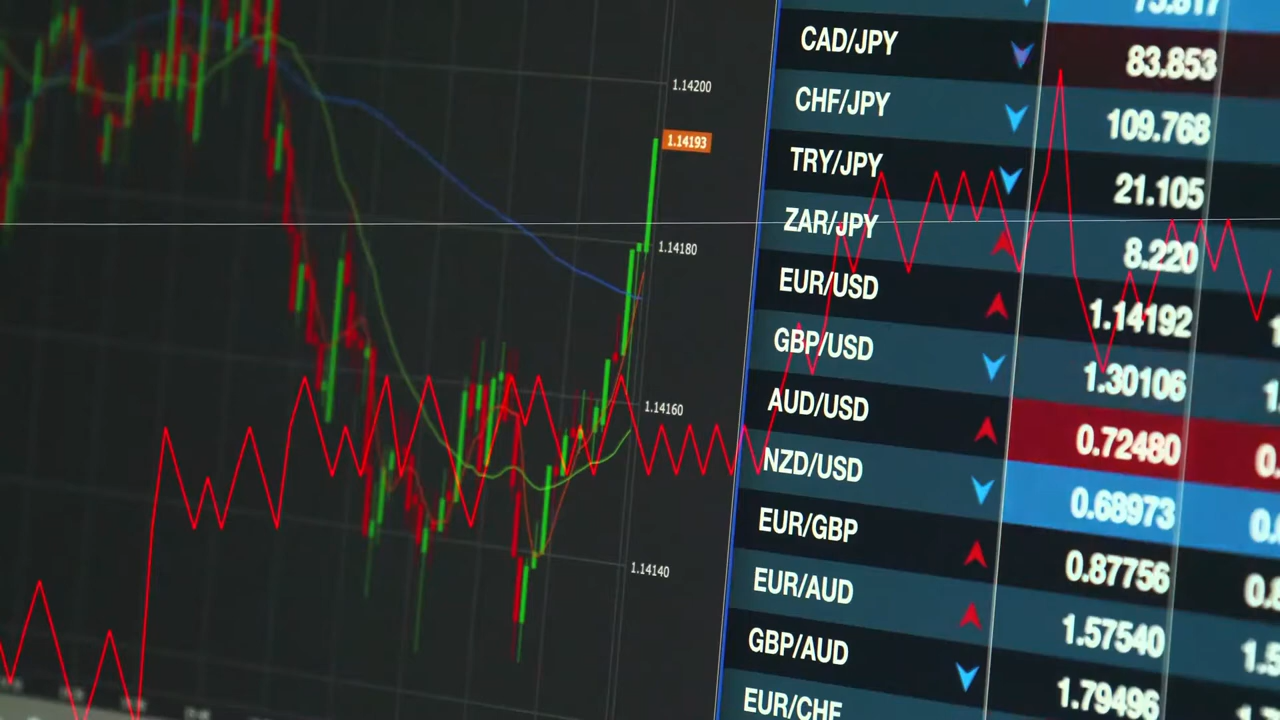 1.14200
1.14193
1.14180
1.14160
1.14140
75.817
CAD/JPY 83.853
CHF/JPY 109.768
TRY/JPY 21.105
ZAR/JPY 8.220
EUR/USD 1.14192
GBP/USD 1.30106
AUD/USD 0.72480
NZD/USD 0.68973
EUR/GBP 0.87756
EUR/AUD 1.57540
GBP/AUD 1.79496
EUR/CHF